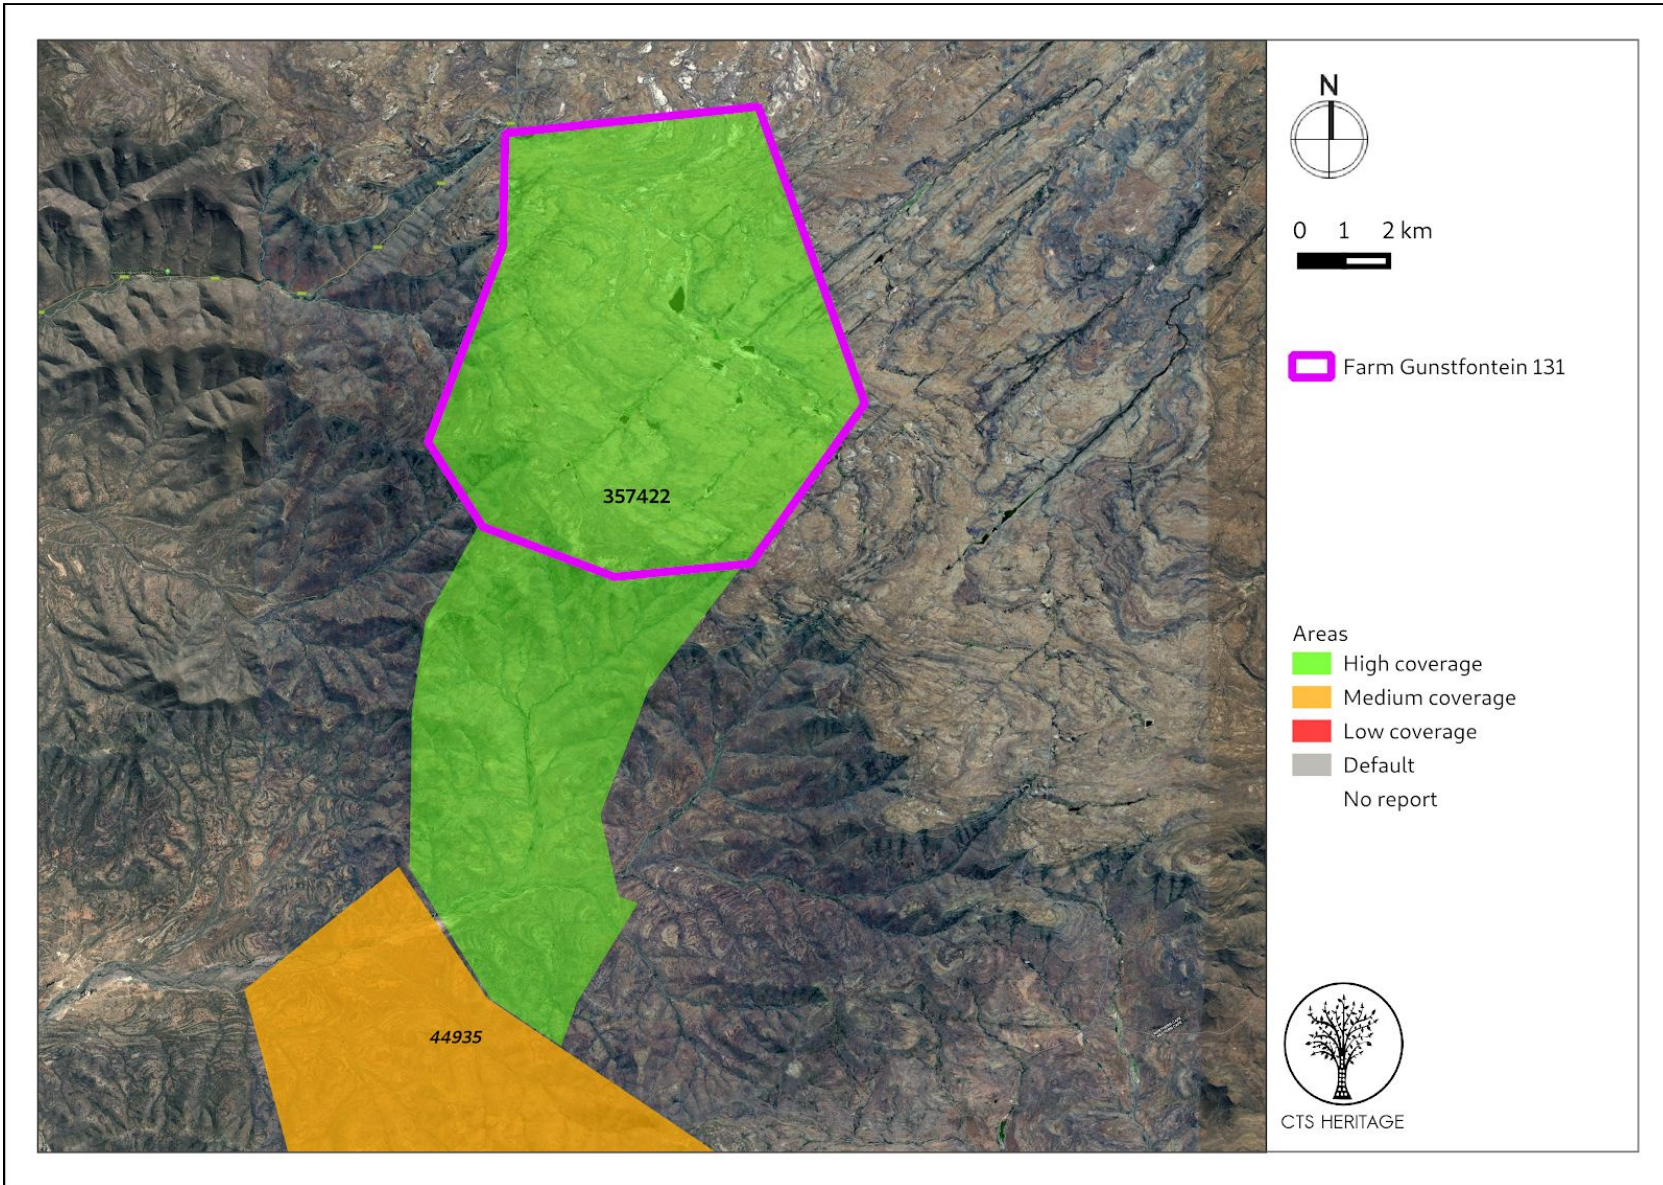 N
0 1 2 km
Farm Gunstfontein 131
357422
Areas
High coverage
Medium coverage
Low coverage
Default
No report
44935
CTS HERITAGE